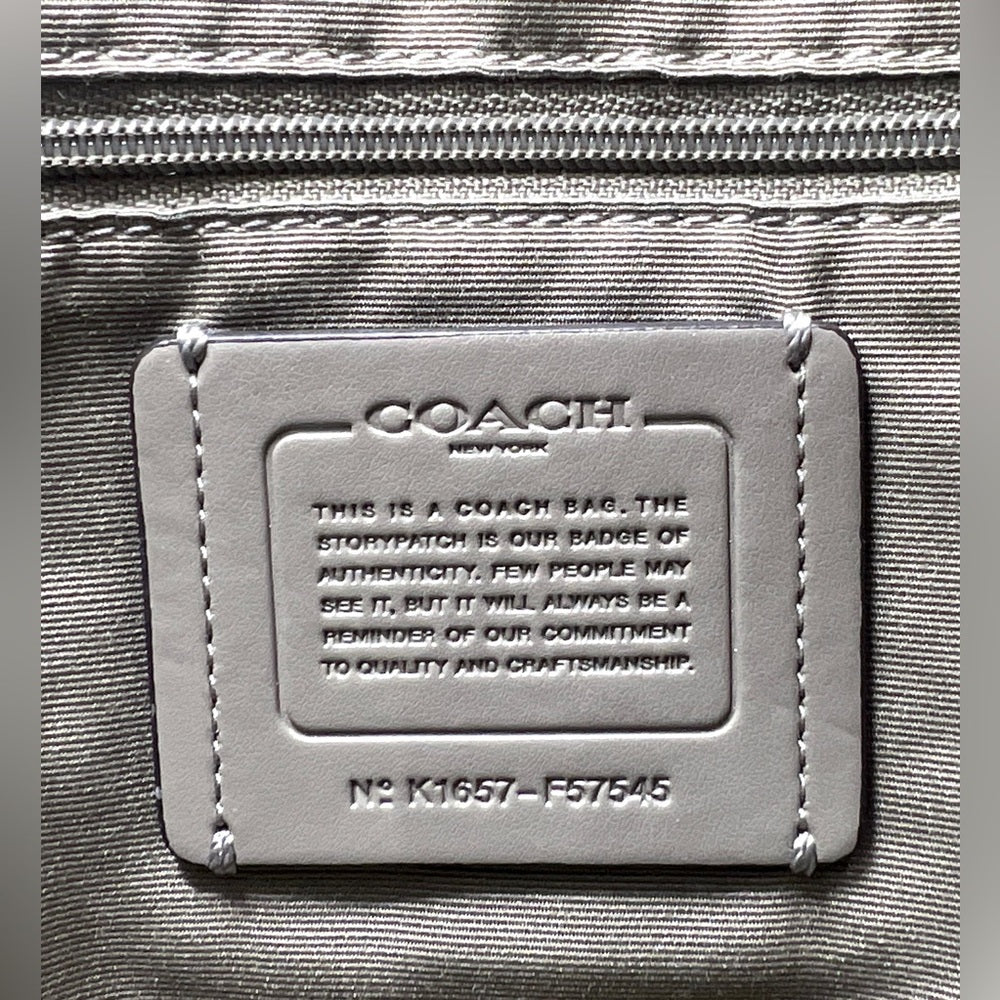 COACH
NEW YORK
THIS IS A COACH BAG. THE
STORYPATCH IS OUR BADGE OF
AUTHENTICITY. FEW PEOPLE MAY
SEE IT, BUT IT WILL ALWAYS BE A
REMINDER OF OUR COMMITMENT
TO QUALITY AND CRAFTSMANSHIP.
Nº K1657-F57545